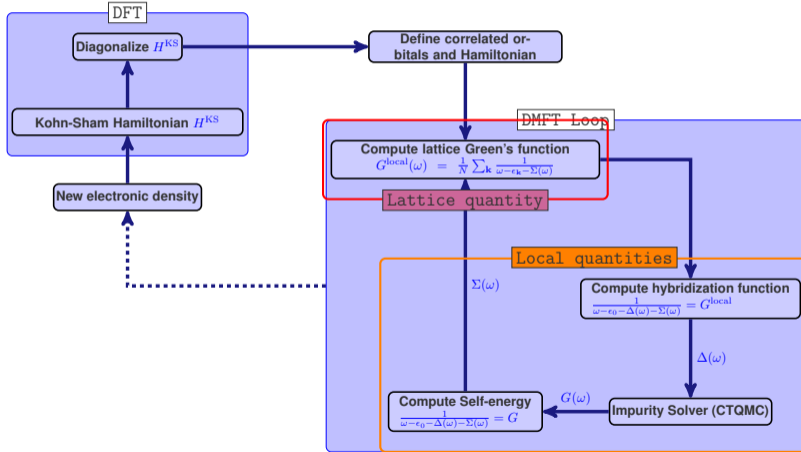 DFT
Diagonalize H^KS
Define correlated or-
bitals and Hamiltonian
Kohn-Sham Hamiltonian H^KS
DMFT Loop
Compute lattice Green's function
G^local(ω) = 1/N ∑_k 1/(ω−ϵ_k−Σ(ω))
New electronic density
Lattice quantity
Local quantities
Σ(ω)
Compute hybridization function
1/(ω−ϵ_0−Δ(ω)−Σ(ω)) = G^local
Δ(ω)
Compute Self-energy
1/(ω−ϵ_0−Δ(ω)−Σ(ω)) = G
G(ω)
Impurity Solver (CTQMC)